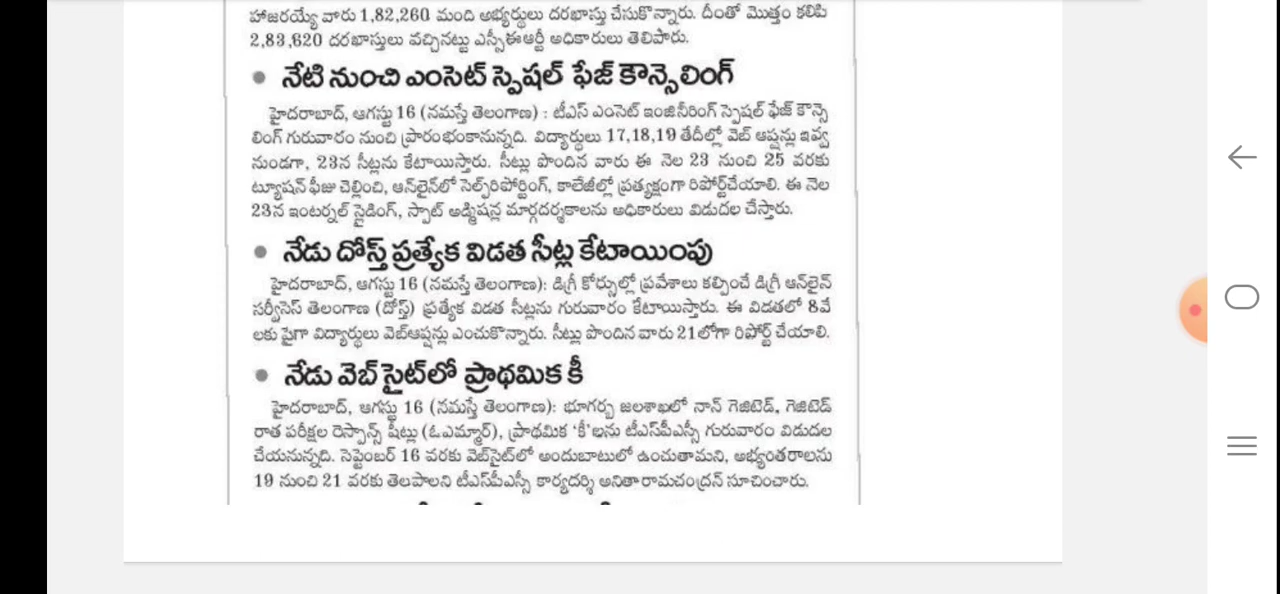 హాజరయ్యే వారు 1,82,260 మంది అభ్యర్థులు దరఖాస్తు చేసుకొన్నారు. దీంతో మొత్తం కలిపి
2,83,620 దరఖాస్తులు వచ్చినట్టు ఎస్సీఈఆర్టీ అధికారులు తెలిపారు.
• నేటి నుంచి ఎంసెట్ స్పెషల్ ఫేజ్ కౌన్సెలింగ్
హైదరాబాద్, ఆగస్టు 16 (నమస్తే తెలంగాణ) : టీఎస్ ఎంసెట్ ఇంజినీరింగ్ స్పెషల్ ఫేజ్ కౌన్సె
లింగ్ గురువారం నుంచి ప్రారంభంకానున్నది. విద్యార్థులు 17,18,19 తేదీల్లో వెబ్ ఆప్షన్లు ఇవ్వ
నుండగా, 23న సీట్లను కేటాయిస్తారు. సీట్లు పొందిన వారు ఈ నెల 23 నుంచి 25 వరకు
ట్యూషన్ ఫీజు చెల్లించి, ఆన్‌లైన్‌లో సెల్ఫ్‌రిపోర్టింగ్, కాలేజీల్లో ప్రత్యక్షంగా రిపోర్ట్‌చేయాలి. ఈ నెల
23న ఇంటర్నల్ స్లైడింగ్, స్పాట్ అడ్మిషన్ల మార్గదర్శకాలను అధికారులు విడుదల చేస్తారు.
• నేడు దోస్త్ ప్రత్యేక విడత సీట్ల కేటాయింపు
హైదరాబాద్, ఆగస్టు 16 (నమస్తే తెలంగాణ): డిగ్రీ కోర్సుల్లో ప్రవేశాలు కల్పించే డిగ్రీ ఆన్‌లైన్
సర్వీసెస్ తెలంగాణ (దోస్త్) ప్రత్యేక విడత సీట్లను గురువారం కేటాయిస్తారు. ఈ విడతలో 8వే
లకు పైగా విద్యార్థులు వెబ్‌ఆప్షన్లు ఎంచుకొన్నారు. సీట్లు పొందిన వారు 21లోగా రిపోర్ట్ చేయాలి.
• నేడు వెబ్‌సైట్‌లో ప్రాథమిక కీ
హైదరాబాద్, ఆగస్టు 16 (నమస్తే తెలంగాణ): భూగర్భ జలశాఖలో నాన్ గెజిటెడ్, గెజిటెడ్
రాత పరీక్షల రెస్పాన్స్ షీట్లు (ఓఎమ్మార్), ప్రాథమిక ‘కీ’లను టీఎస్‌పీఎస్సీ గురువారం విడుదల
చేయనున్నది. సెప్టెంబర్ 16 వరకు వెబ్‌సైట్‌లో అందుబాటులో ఉంచుతామని, అభ్యంతరాలను
19 నుంచి 21 వరకు తెలపాలని టీఎస్‌పీఎస్సీ కార్యదర్శి అనితారామచంద్రన్ సూచించారు.